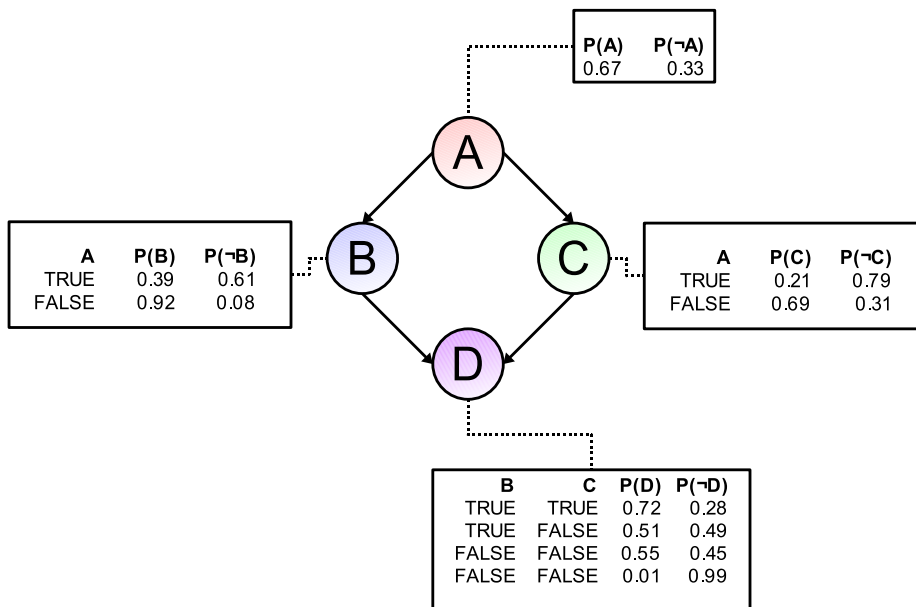 P(A) P(¬A)
0.67 0.33
A
A P(B) P(¬B)
TRUE 0.39 0.61
FALSE 0.92 0.08
B
C
A P(C) P(¬C)
TRUE 0.21 0.79
FALSE 0.69 0.31
D
B C P(D) P(¬D)
TRUE TRUE 0.72 0.28
TRUE FALSE 0.51 0.49
FALSE FALSE 0.55 0.45
FALSE FALSE 0.01 0.99